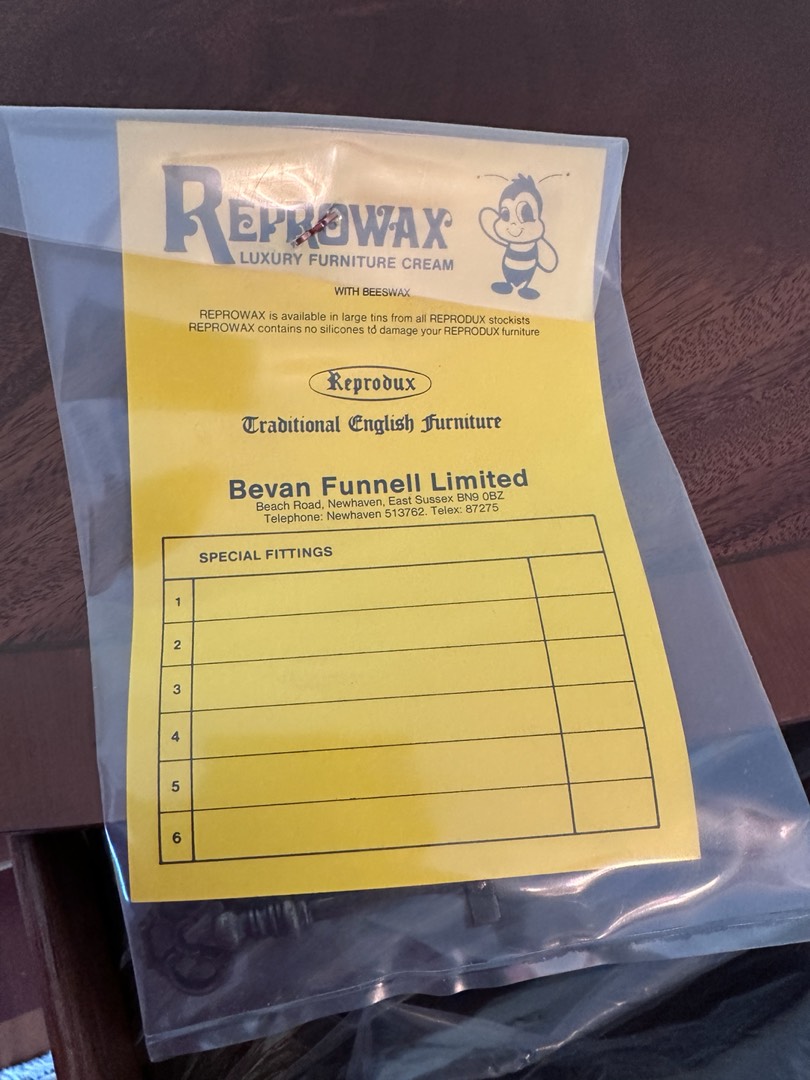 REPROWAX
LUXURY FURNITURE CREAM
WITH BEESWAX
REPROWAX is available in large tins from all REPRODUX stockists
REPROWAX contains no silicones to damage your REPRODUX furniture
Reprodux
Traditional English Furniture
Bevan Funnell Limited
Beach Road, Newhaven, East Sussex BN9 0BZ
Telephone: Newhaven 513762. Telex: 87275
SPECIAL FITTINGS
1
2
3
4
5
6